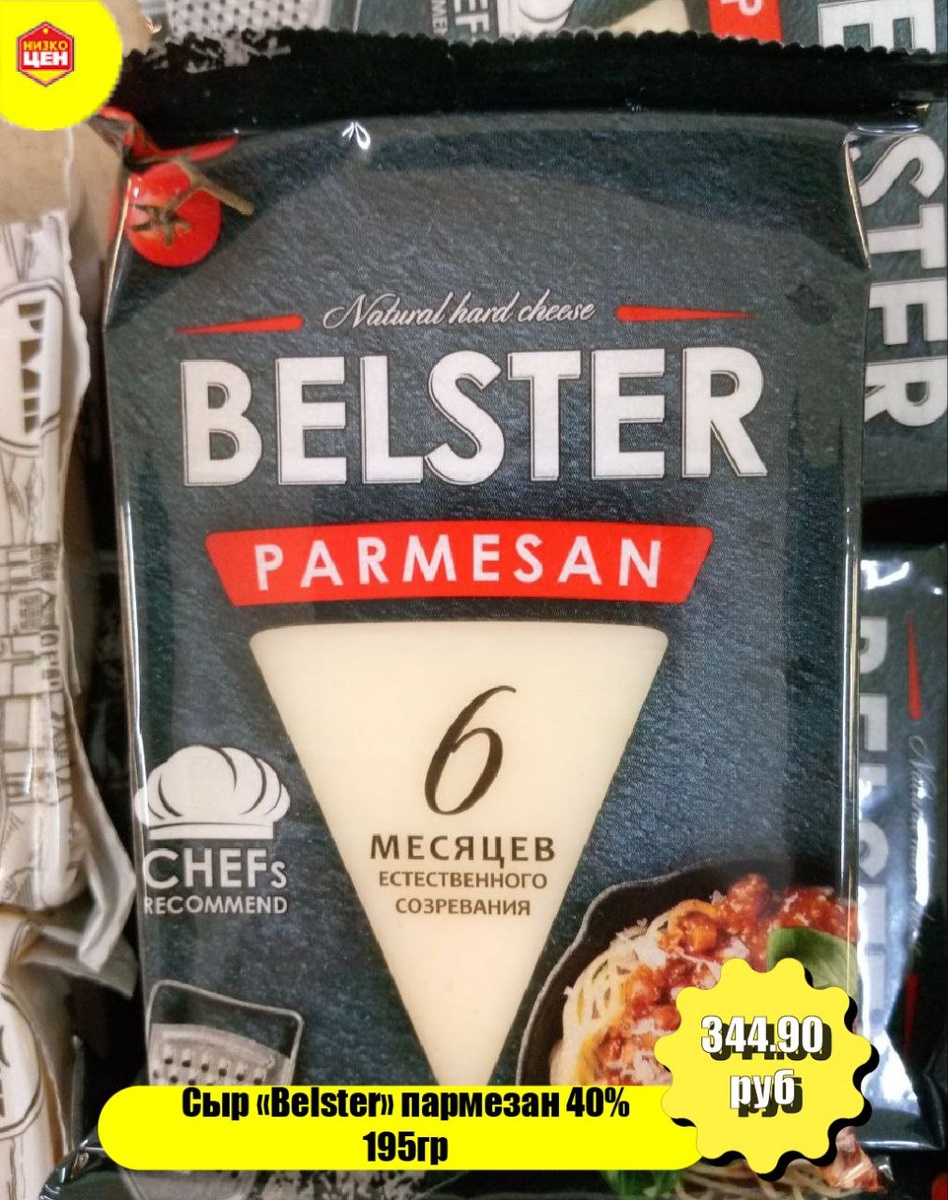 НИЗКО
ЦЕН
Natural hard cheese
BELSTER
PARMESAN
6
МЕСЯЦЕВ
ЕСТЕСТВЕННОГО
СОЗРЕВАНИЯ
CHEFs
RECOMMEND
STER
344.90
руб
Сыр «Belster» пармезан 40%
195гр